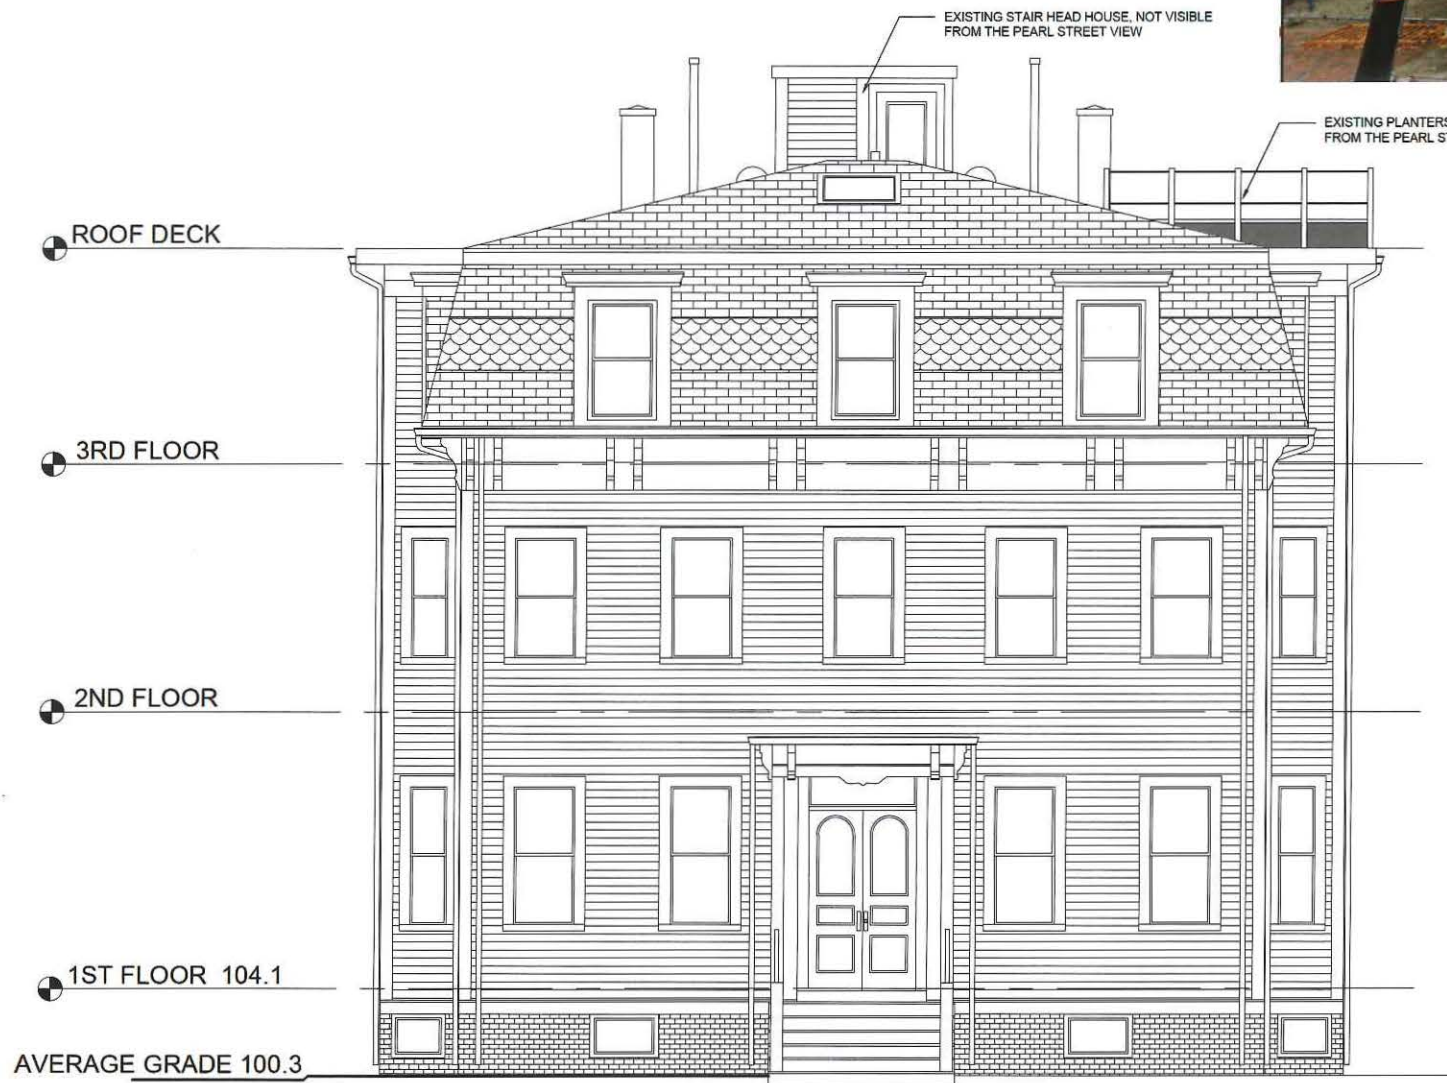 EXISTING STAIR HEAD HOUSE, NOT VISIBLE
FROM THE PEARL STREET VIEW
EXISTING PLANTERS
FROM THE PEARL
ROOF DECK
3RD FLOOR
2ND FLOOR
1ST FLOOR 104.1
AVERAGE GRADE 100.3